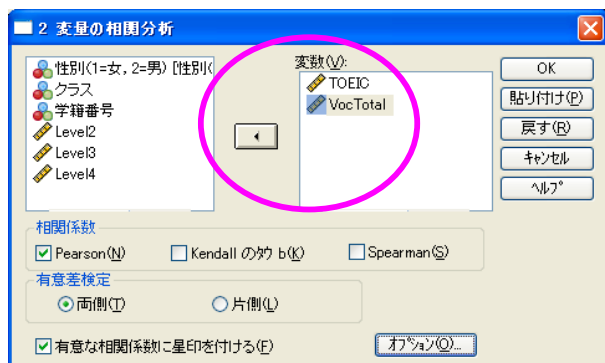 2 変量の相関分析
性別(1=女, 2=男) [性別(
クラス
学籍番号
Level2
Level3
Level4
変数(V):
TOEIC
VocTotal
OK
貼り付け(P)
戻す(R)
キャンセル
ヘルプ
相関係数
Pearson(N) Kendall のタウ b(K) Spearman(S)
有意差検定
両側(T) 片側(L)
有意な相関係数に星印を付ける(F)
オプション(O)...